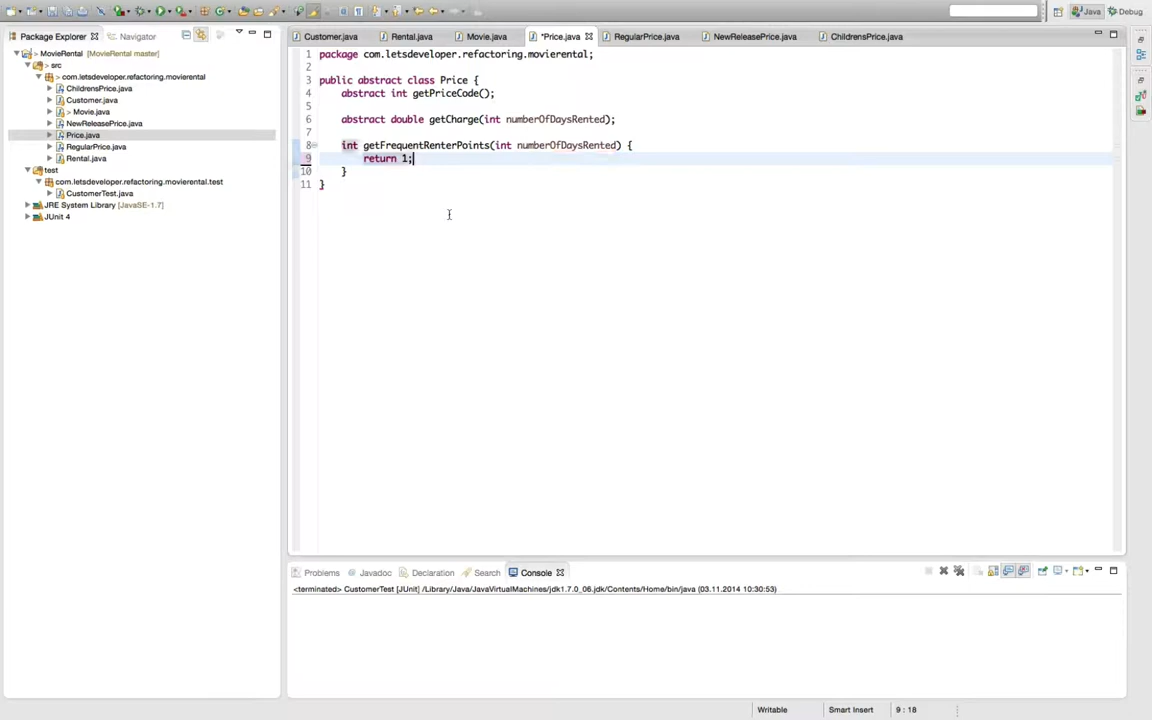 Java
Debug
Package Explorer
Navigator
Customer.java
Rental.java
Movie.java
*Price.java
RegularPrice.java
NewReleasePrice.java
ChildrensPrice.java
> MovieRental [MovieRental master]
> src
> com.letsdeveloper.refactoring.movierental
ChildrensPrice.java
Customer.java
> Movie.java
NewReleasePrice.java
Price.java
RegularPrice.java
Rental.java
test
com.letsdeveloper.refactoring.movierental.test
CustomerTest.java
JRE System Library [JavaSE-1.7]
JUnit 4
1 package com.letsdeveloper.refactoring.movierental;
2
3 public abstract class Price {
4 abstract int getPriceCode();
5
6 abstract double getCharge(int numberOfDaysRented);
7
8 int getFrequentRenterPoints(int numberOfDaysRented) {
9 return 1;
10 }
11 }
Problems
Javadoc
Declaration
Search
Console
<terminated> CustomerTest [JUnit] /Library/Java/JavaVirtualMachines/jdk1.7.0_06.jdk/Contents/Home/bin/java (03.11.2014 10:30:53)
Writable
Smart Insert
9 : 18